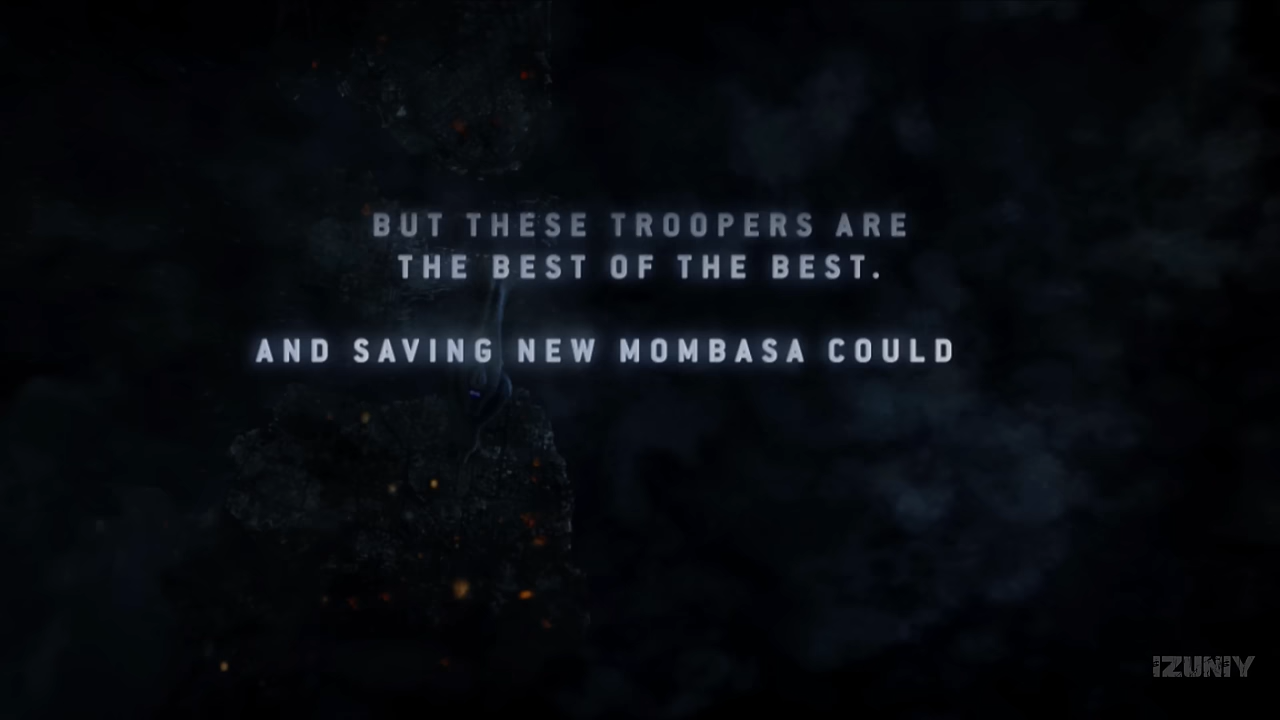 BUT THESE TROOPERS ARE
THE BEST OF THE BEST.
AND SAVING NEW MOMBASA COULD
IZUNIY